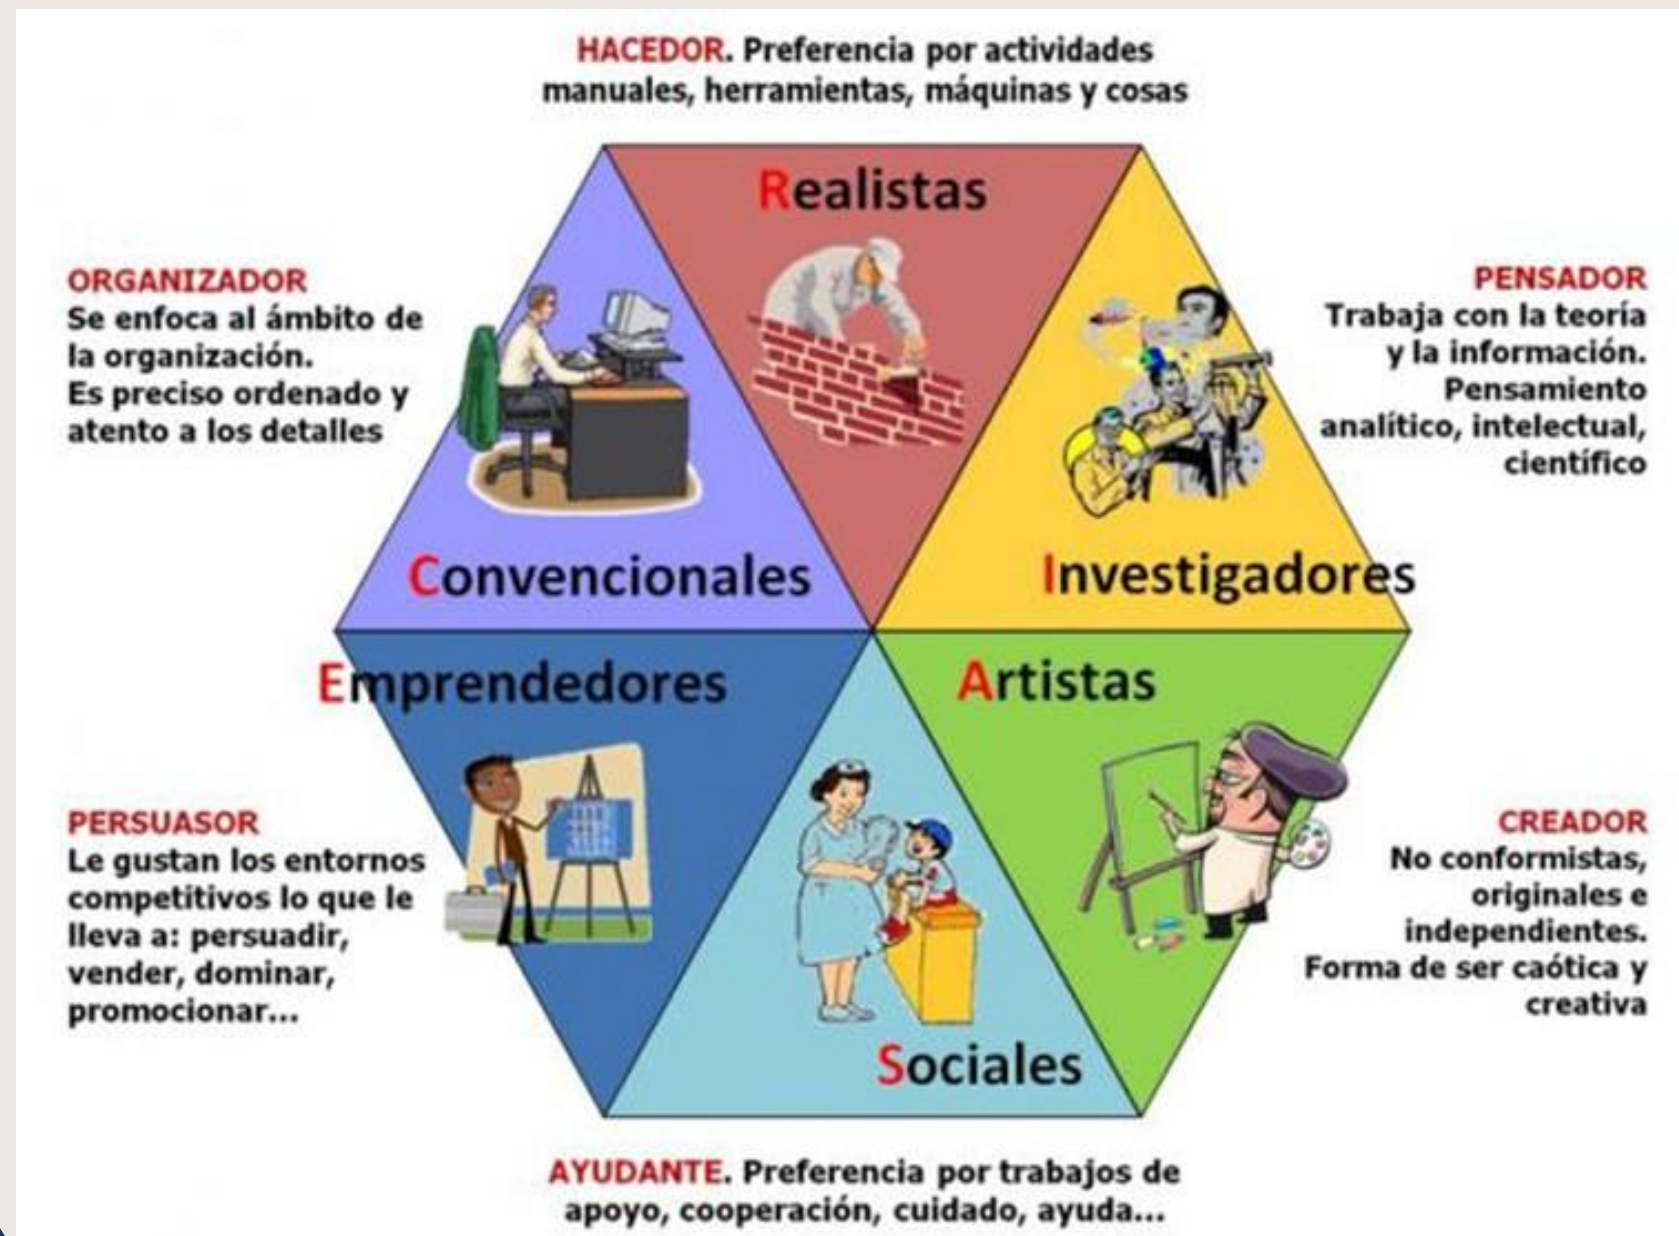 HACEDOR. Preferencia por actividades
manuales, herramientas, máquinas y cosas
Realistas
ORGANIZADOR
Se enfoca al ámbito de
la organización.
Es preciso ordenado y
atento a los detalles
PENSADOR
Trabaja con la teoría
y la información.
Pensamiento
analítico, intelectual,
científico
Convencionales
Investigadores
Emprendedores
Artistas
PERSUASOR
Le gustan los entornos
competitivos lo que le
lleva a: persuadir,
vender, dominar,
promocionar...
CREADOR
No conformistas,
originales e
independientes.
Forma de ser caótica y
creativa
Sociales
AYUDANTE. Preferencia por trabajos de
apoyo, cooperación, cuidado, ayuda...